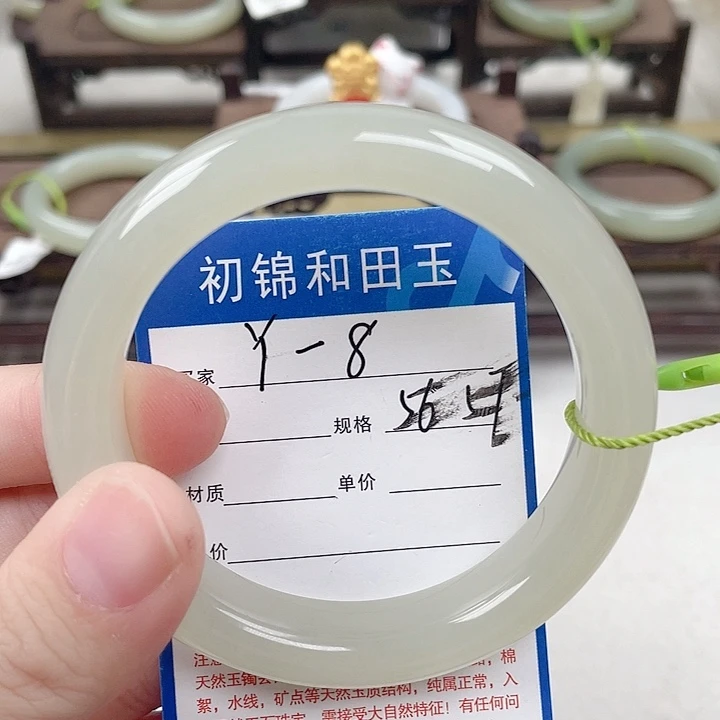 初锦和田玉
家 Y-8
规格 56
材质 单价
价
棉
天然玉镯
絮，水线，矿点等天然玉质结构，纯属正常，入
需接受大自然特征！有任何问